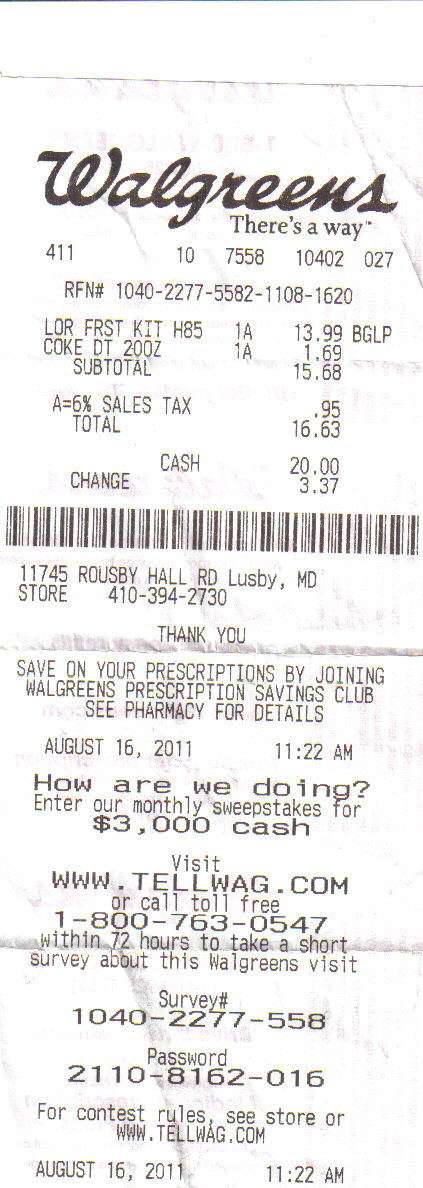 Walgreens
There's a way™
411 10 7558 10402 027
RFN# 1040-2277-5582-1108-1620
LOR FRST KIT H85 1A 13.99 BGLP
COKE DT 20OZ 1A 1.69
SUBTOTAL 15.68
A=6% SALES TAX .95
TOTAL 16.63
CASH 20.00
CHANGE 3.37
11745 ROUSBY HALL RD Lusby, MD
STORE 410-394-2730
THANK YOU
SAVE ON YOUR PRESCRIPTIONS BY JOINING
WALGREENS PRESCRIPTION SAVINGS CLUB
SEE PHARMACY FOR DETAILS
AUGUST 16, 2011 11:22 AM
How are we doing?
Enter our monthly sweepstakes for
$3,000 cash
Visit
WWW.TELLWAG.COM
or call toll free
1-800-763-0547
within 72 hours to take a short
survey about this Walgreens visit
Survey#
1040-2277-558
Password
2110-8162-016
For contest rules, see store or
WWW.TELLWAG.COM
AUGUST 16, 2011 11:22 AM